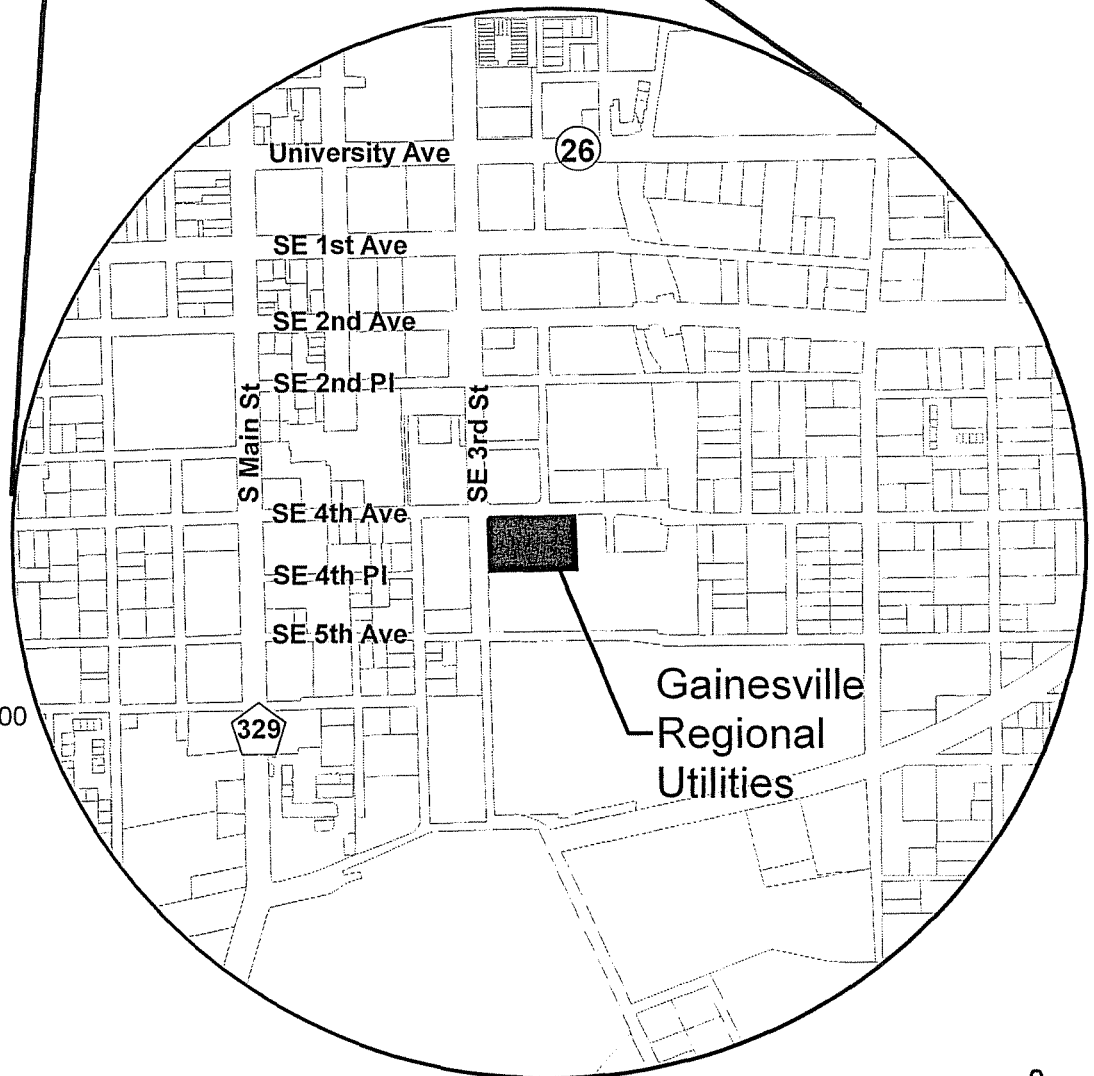 University Ave
26
SE 1st Ave
SE 2nd Ave
SE 2nd Pl
S Main St
SE 3rd St
SE 4th Ave
SE 4th Pl
SE 5th Ave
Gainesville
Regional
Utilities
00
329